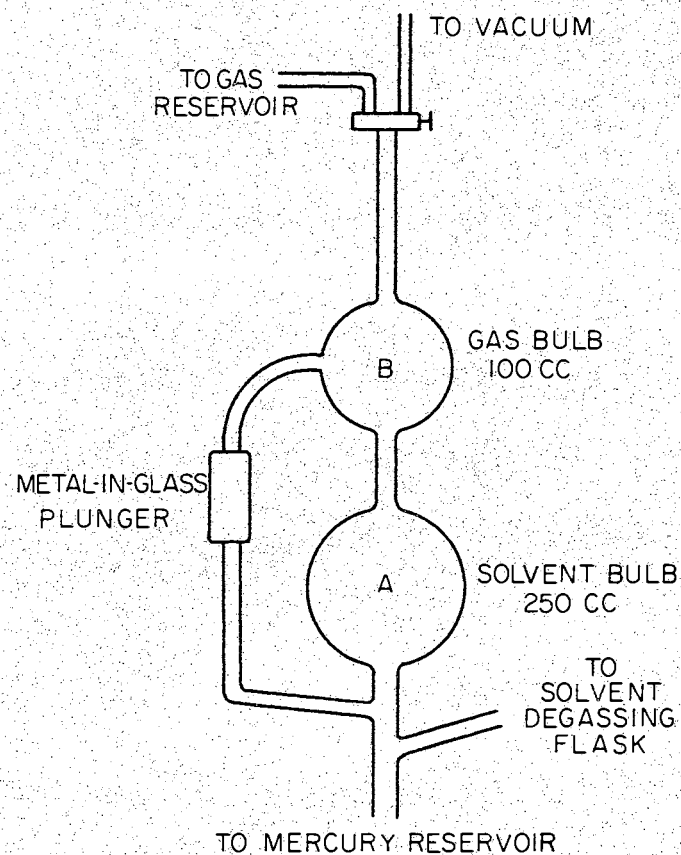 TO VACUUM
TO GAS
RESERVOIR
GAS BULB
100 CC
B
METAL-IN-GLASS
PLUNGER
A
SOLVENT BULB
250 CC
TO
SOLVENT
DEGASSING
FLASK
TO MERCURY RESERVOIR